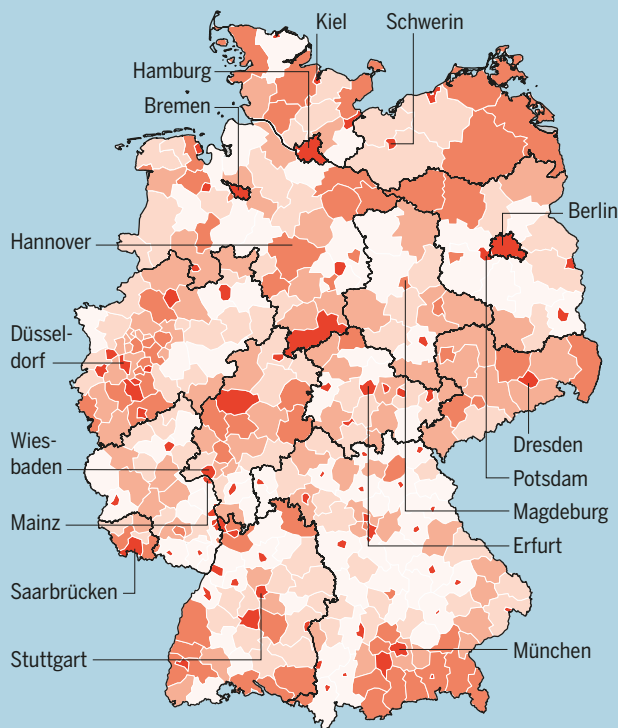 Kiel
Schwerin
Hamburg
Bremen
Berlin
Hannover
Düssel-
dorf
Wies-
baden
Dresden
Potsdam
Mainz
Magdeburg
Erfurt
Saarbrücken
Stuttgart
München